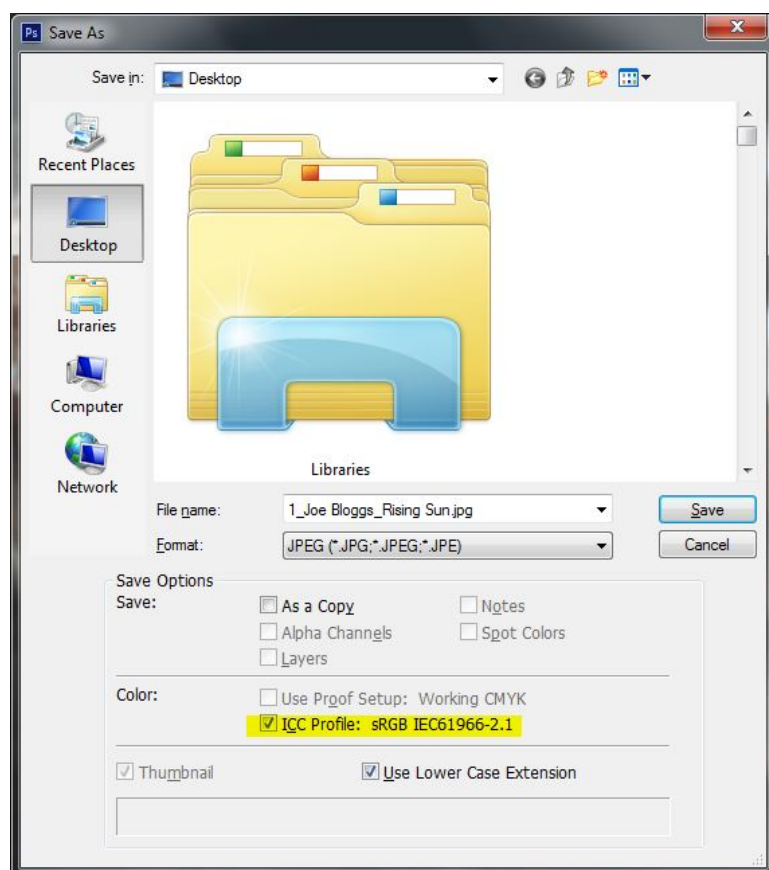 Ps Save As
Save in: Desktop
Recent Places
Desktop
Libraries
Computer
Network
Libraries
File name: 1_Joe Bloggs_Rising Sun.jpg Save
Format: JPEG (*.JPG;*.JPEG;*.JPE) Cancel
Save Options
Save: As a Copy Notes
Alpha Channels Spot Colors
Layers
Color: Use Proof Setup: Working CMYK
ICC Profile: sRGB IEC61966-2.1
Thumbnail Use Lower Case Extension